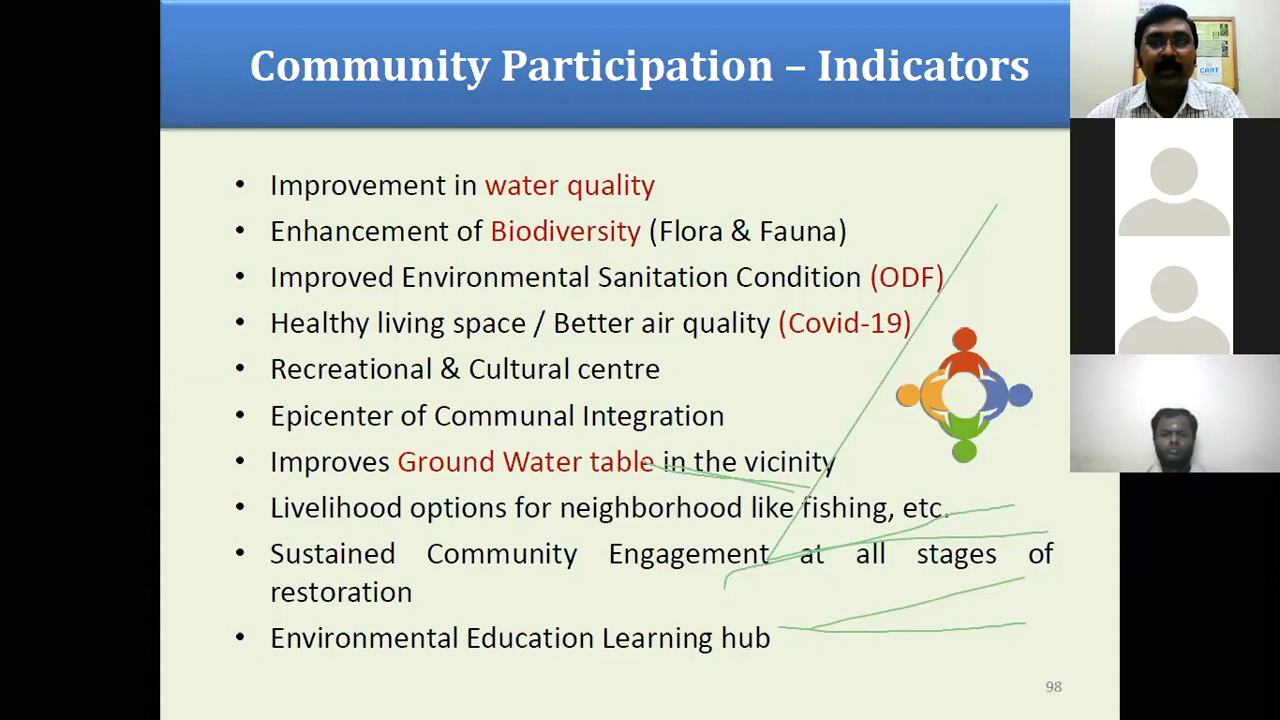 Community Participation – Indicators
CRRT
• Improvement in water quality
• Enhancement of Biodiversity (Flora & Fauna)
• Improved Environmental Sanitation Condition (ODF)
• Healthy living space / Better air quality (Covid-19)
• Recreational & Cultural centre
• Epicenter of Communal Integration
• Improves Ground Water table in the vicinity
• Livelihood options for neighborhood like fishing, etc.
• Sustained Community Engagement at all stages of
restoration
• Environmental Education Learning hub
98